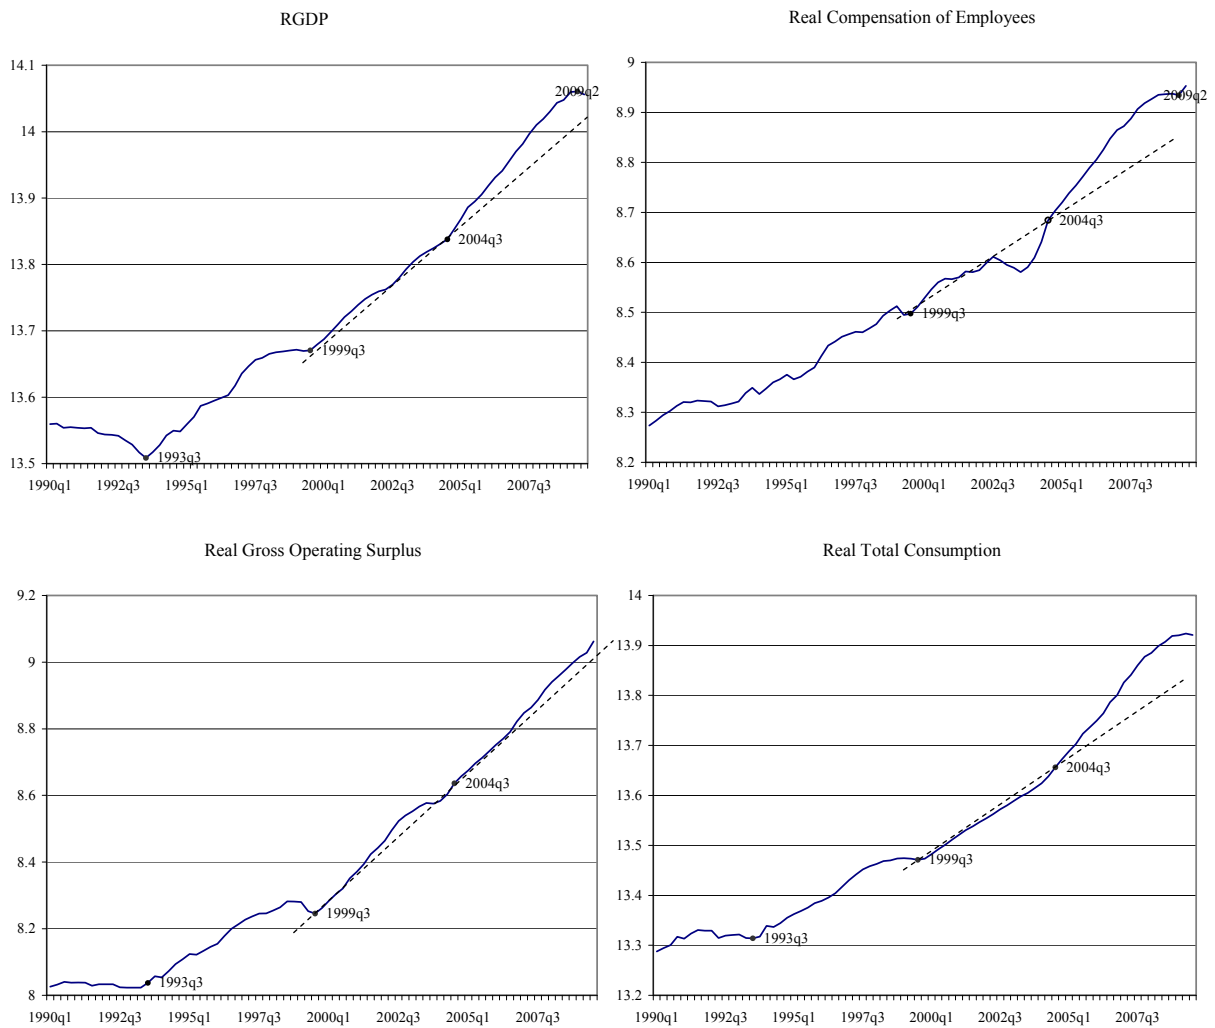 RGDP
14.1
14
13.9
13.8
13.7
13.6
13.5
2009q2
2004q3
1999q3
1993q3
1990q1 1992q3 1995q1 1997q3 2000q1 2002q3 2005q1 2007q3
Real Compensation of Employees
9
8.9
8.8
8.7
8.6
8.5
8.4
8.3
8.2
2009q2
2004q3
1999q3
1990q1 1992q3 1995q1 1997q3 2000q1 2002q3 2005q1 2007q3
Real Gross Operating Surplus
9.2
9
8.8
8.6
8.4
8.2
8
2004q3
1999q3
1993q3
1990q1 1992q3 1995q1 1997q3 2000q1 2002q3 2005q1 2007q3
Real Total Consumption
14
13.9
13.8
13.7
13.6
13.5
13.4
13.3
13.2
2004q3
1999q3
1993q3
1990q1 1992q3 1995q1 1997q3 2000q1 2002q3 2005q1 2007q3